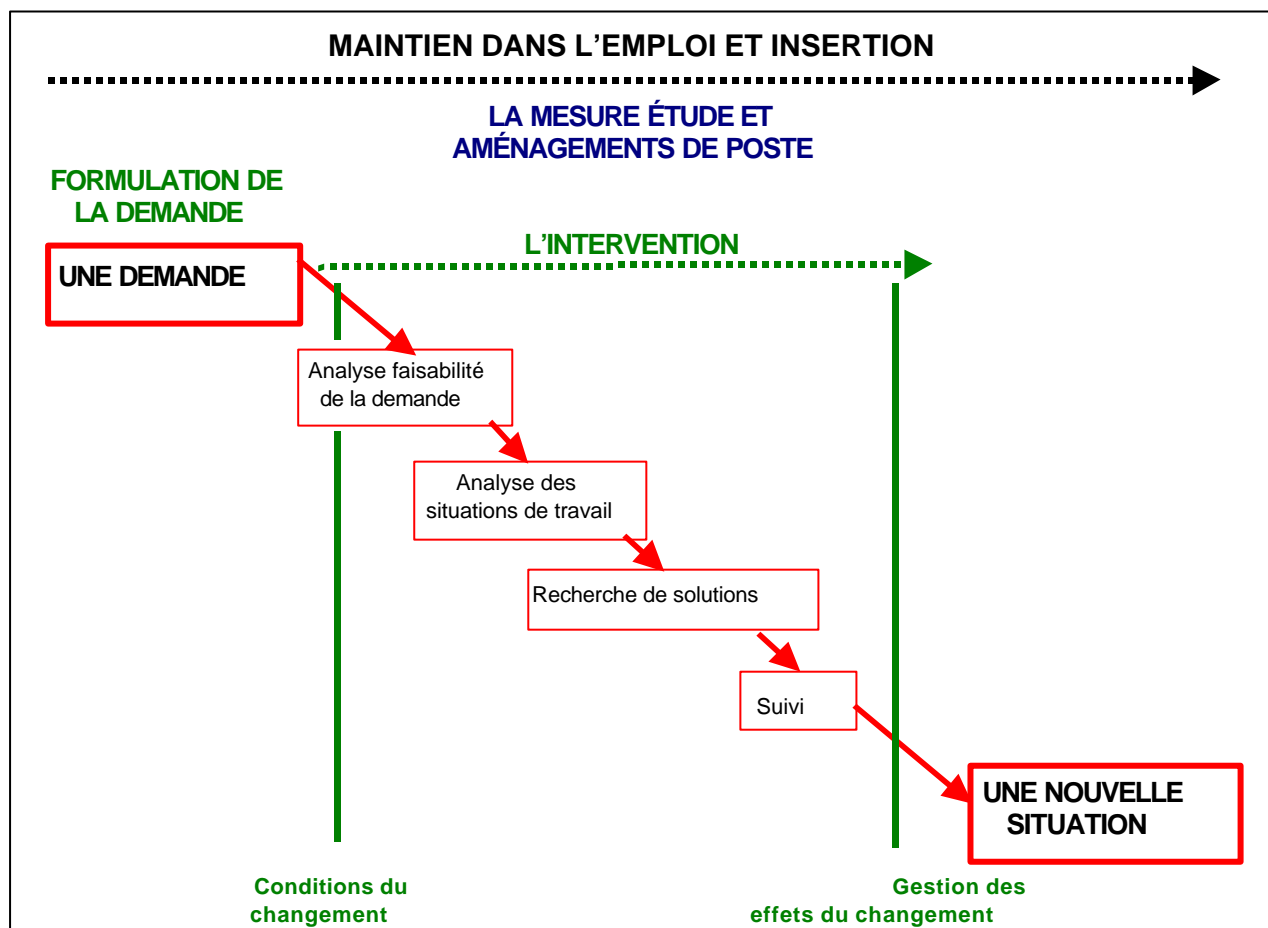 MAINTIEN DANS L'EMPLOI ET INSERTION
LA MESURE ÉTUDE ET
AMÉNAGEMENTS DE POSTE
FORMULATION DE
LA DEMANDE
L'INTERVENTION
UNE DEMANDE
Analyse faisabilité
de la demande
Analyse des
situations de travail
Recherche de solutions
Suivi
UNE NOUVELLE
SITUATION
Conditions du
changement
Gestion des
effets du changement